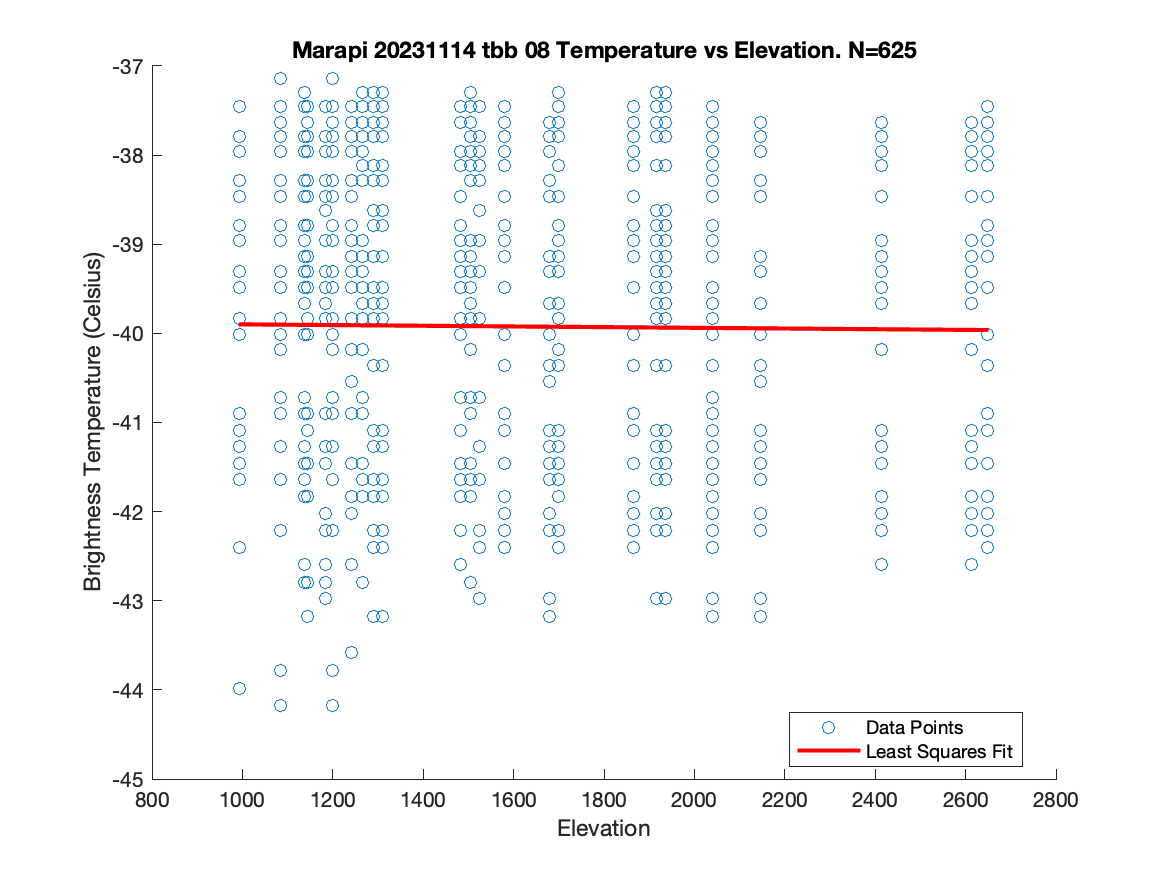 Marapi 20231114 tbb 08 Temperature vs Elevation. N=625
-37
-38
-39
-40
-41
-42
-43
-44
-45
Brightness Temperature (Celsius)
Data Points
Least Squares Fit
800 1000 1200 1400 1600 1800 2000 2200 2400 2600 2800
Elevation